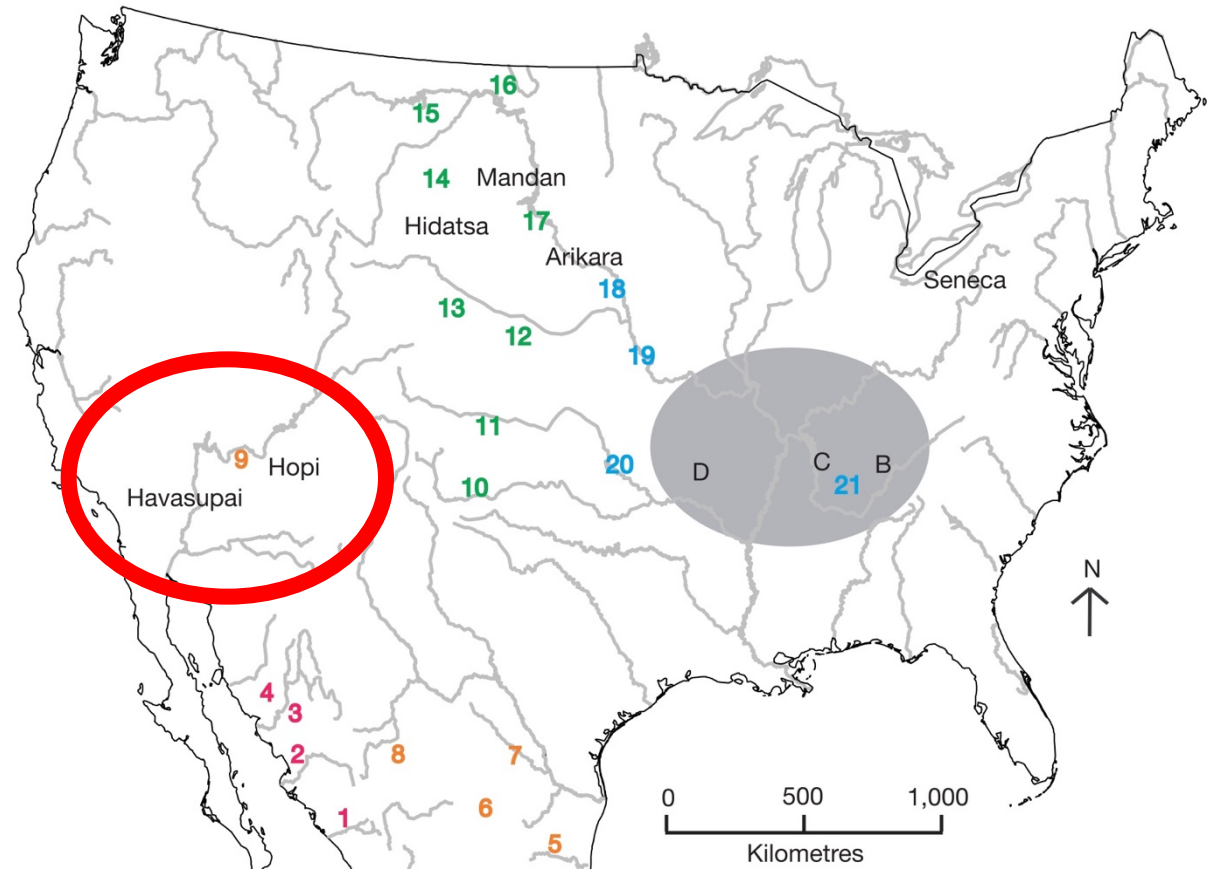 16
15
14 Mandan
17
Hidatsa
Arikara
Seneca
18
13
12
19
11
9 Hopi
20
D C B
10
21
Havasupai
N
4
3
2 8 7
0 500 1,000
6
1
5
Kilometres